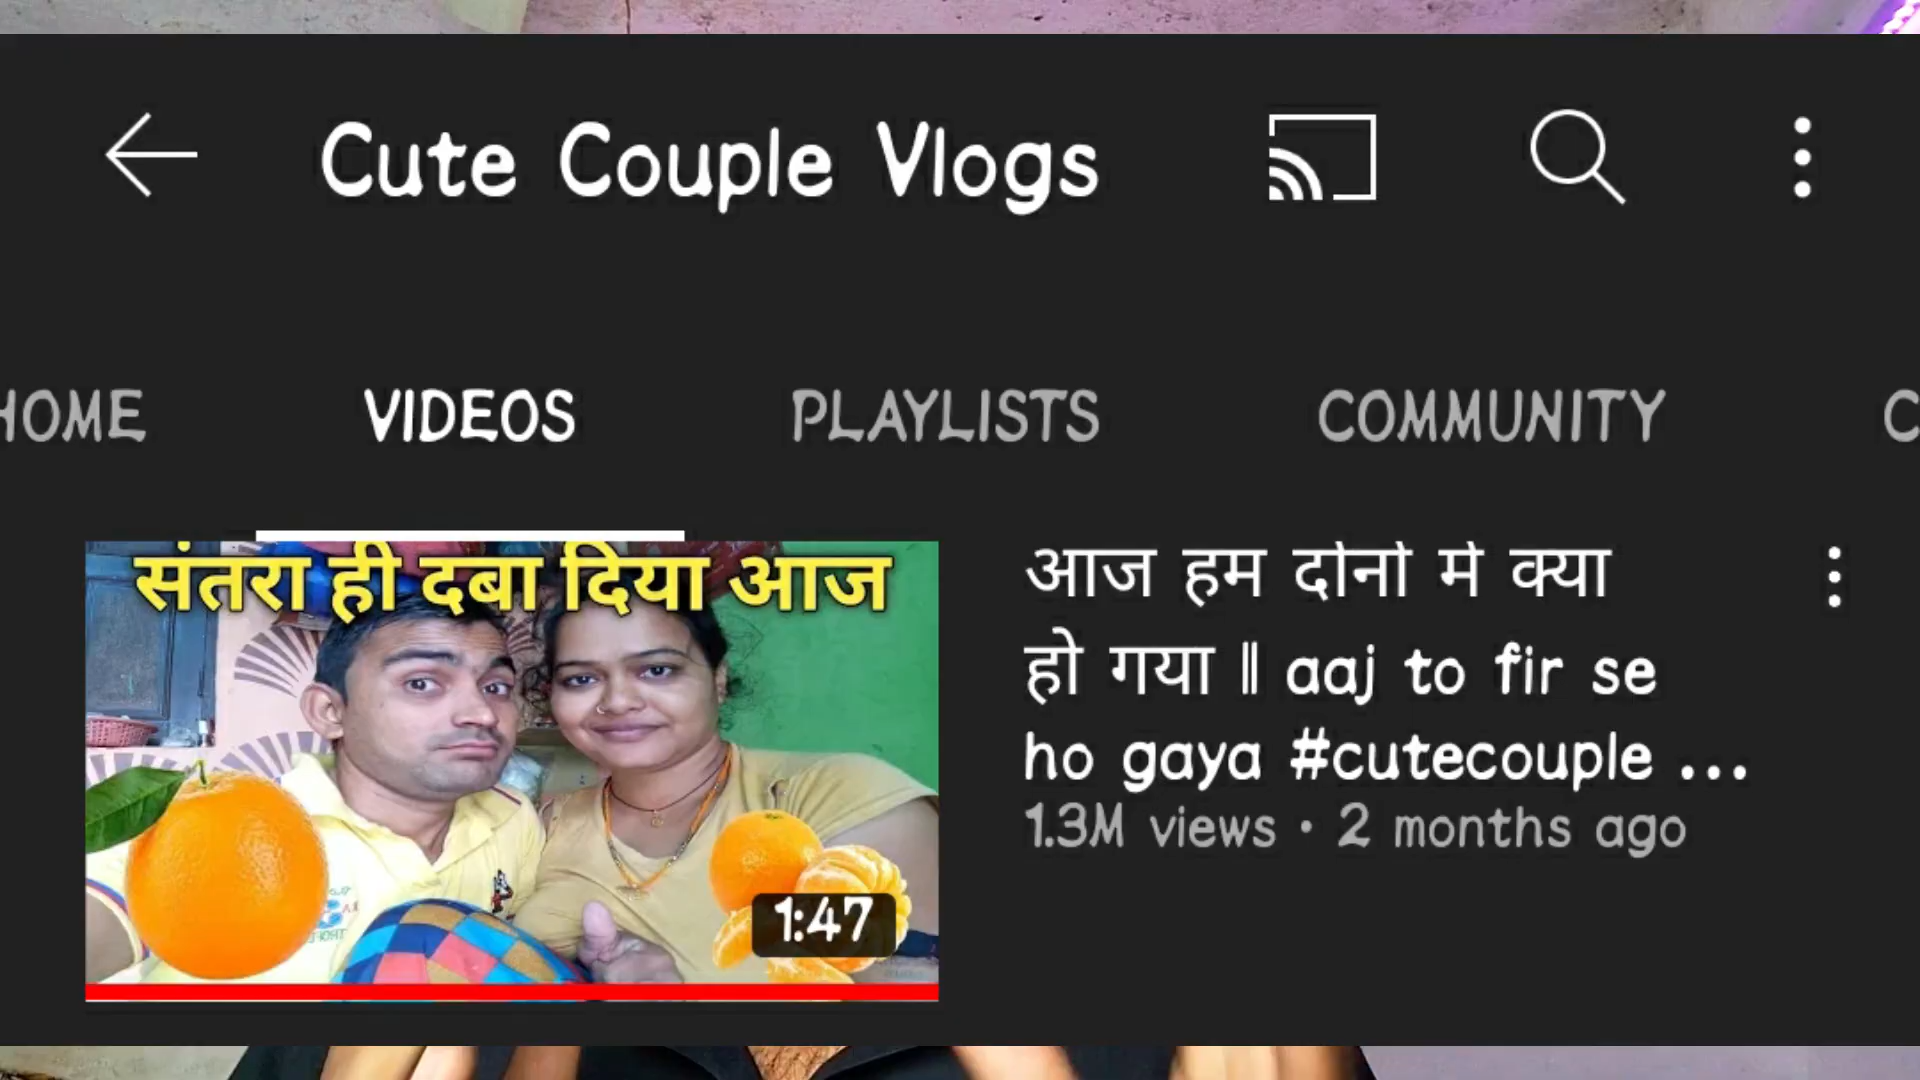 Cute Couple Vlogs
HOME VIDEOS PLAYLISTS COMMUNITY C
संतरा ही दबा दिया आज
1:47
आज हम दोनो मे क्या
हो गया || aaj to fir se
ho gaya #cutecouple ...
1.3M views • 2 months ago